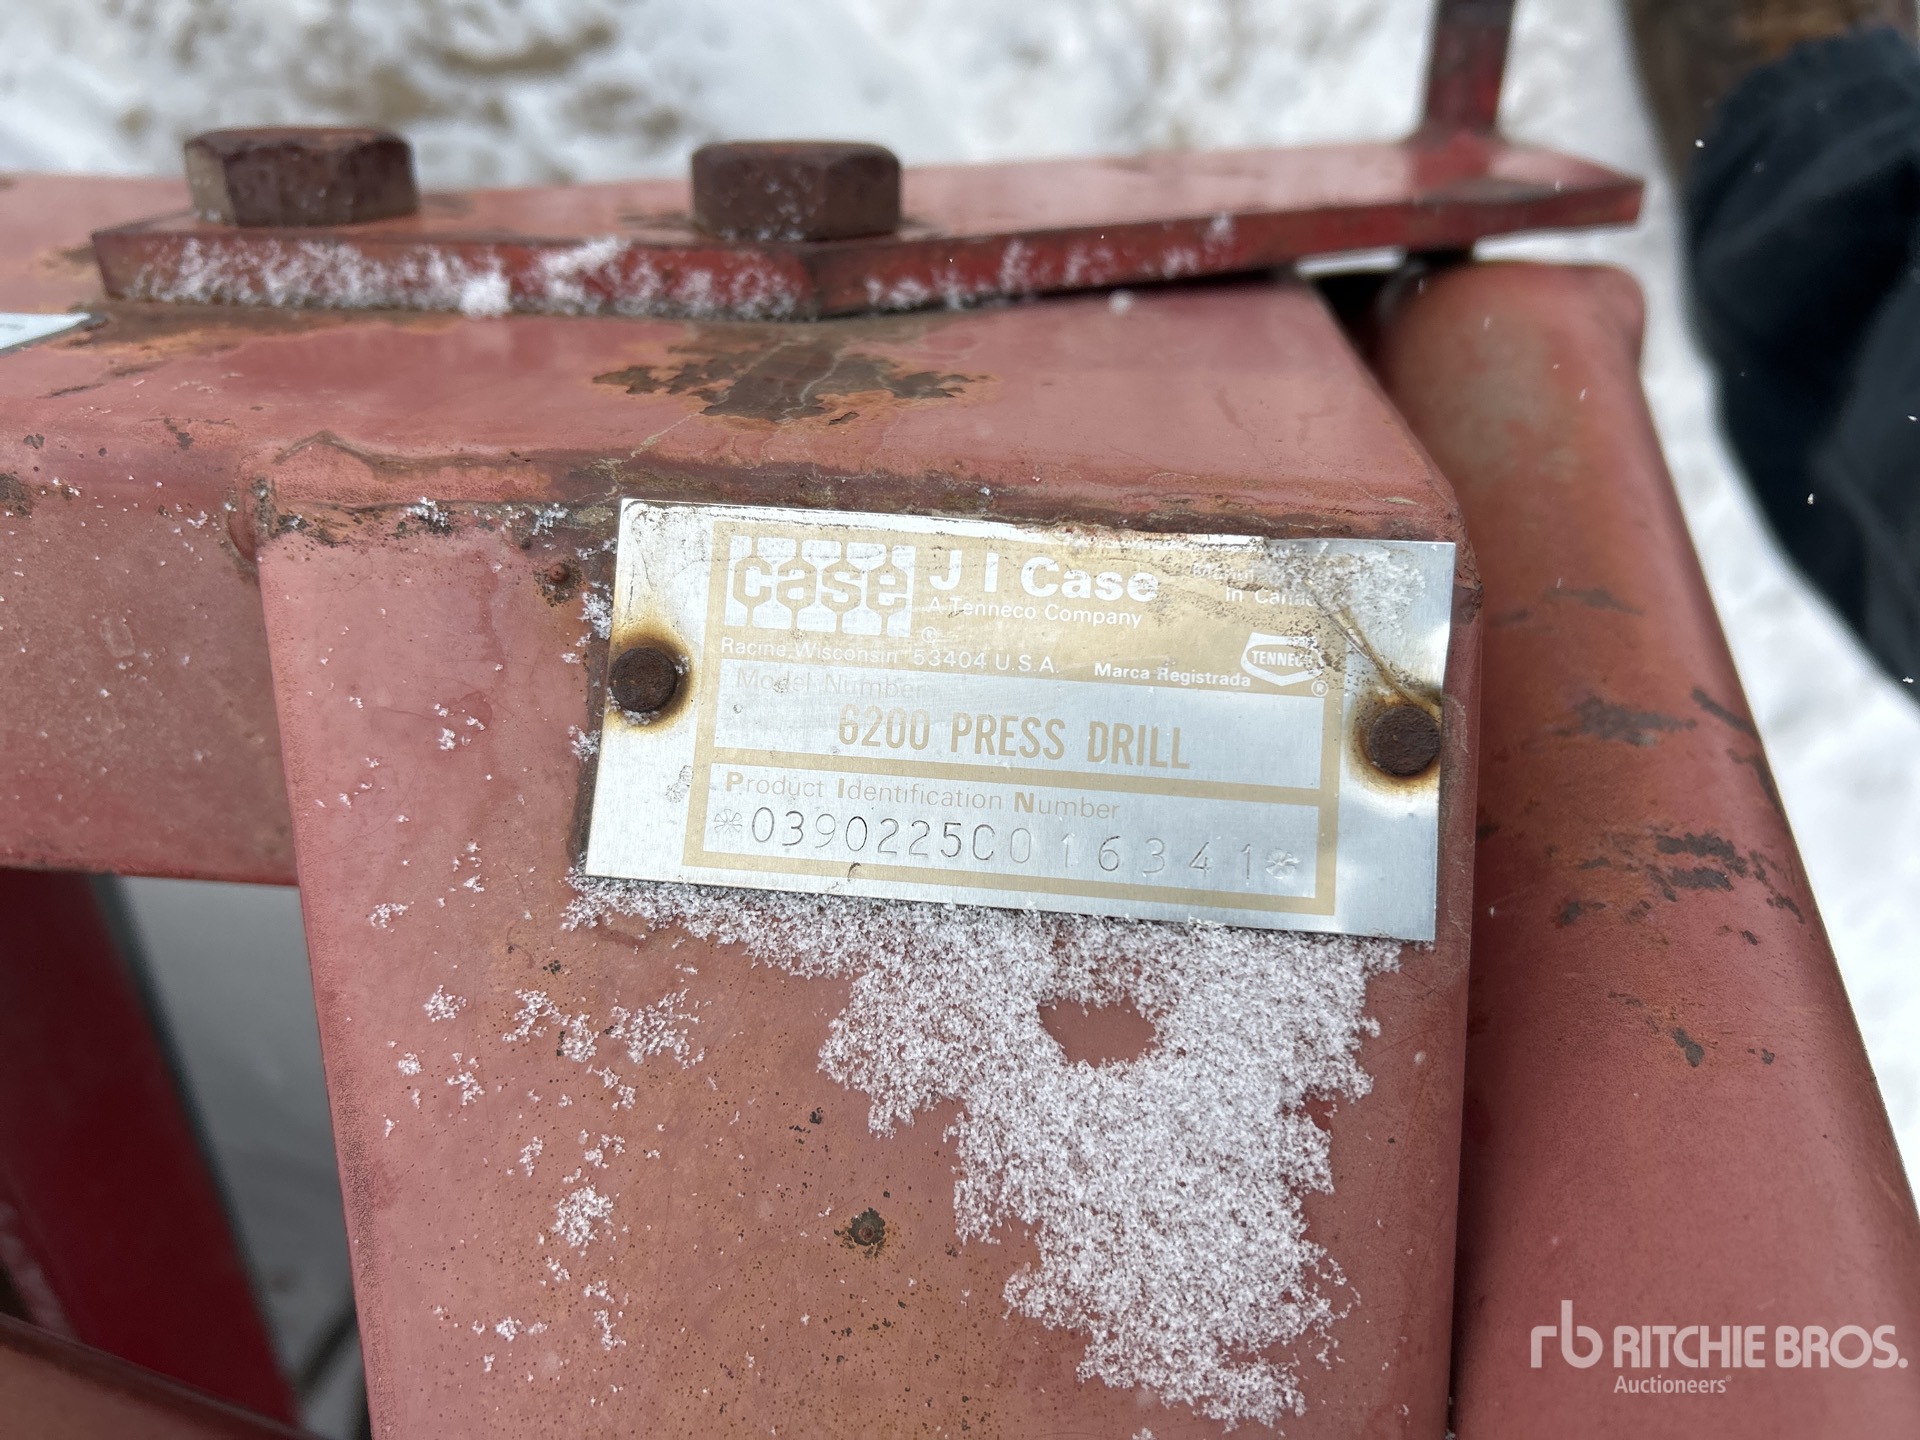 case
J I Case
A Tenneco Company
in Canada
Racine, Wisconsin 53404 U.S.A.
Marca Registrada
TENNECO
®
Model Number
6200 PRESS DRILL
Product Identification Number
*0390225C016341*
rb RITCHIE BROS.
Auctioneers